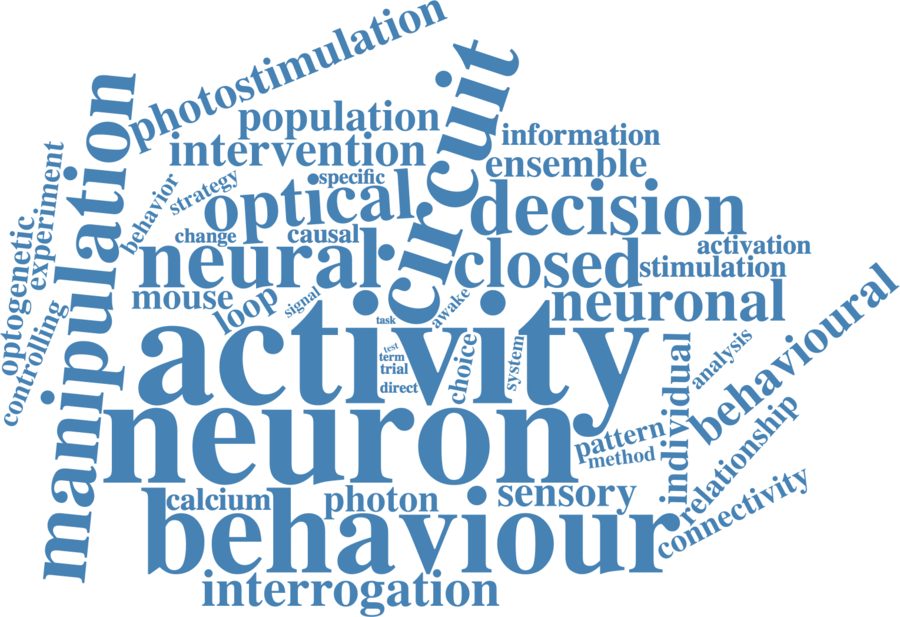 photostimulation
population
circuit
information
intervention
ensemble
manipulation
specific
strategy
behavior
optical
decision
experiment
optogenetic
change
causal
activation
neural
closed
stimulation
mouse
loop
signal
awake
neuronal
controlling
task
activity
test
term
trial
direct
choice
system
individual
analysis
behavioural
neuron
pattern
method
relationship
connectivity
calcium
photon
sensory
behaviour
interrogation